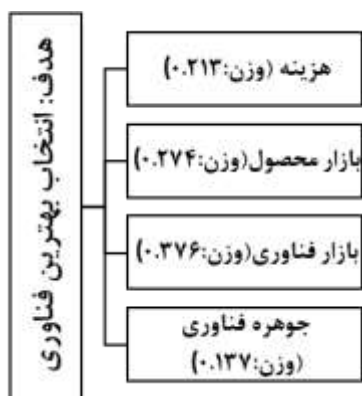 هدف: انتخاب بهترین فناوری
هزینه (وزن:۰.۲۱۳)
بازار محصول(وزن:۰.۲۷۴)
بازار فناوری(وزن:۰.۳۷۶)
جوهره فناوری
(وزن:۰.۱۳۷)